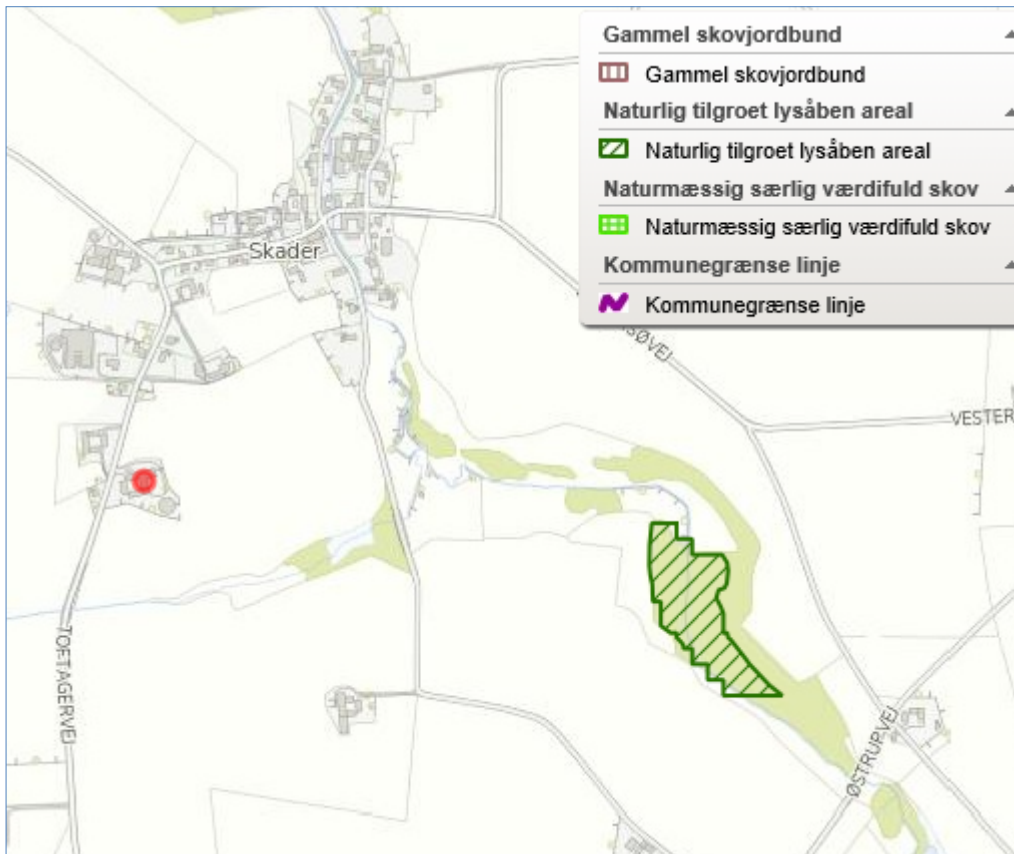 Gammel skovjordbund
Gammel skovjordbund
Naturlig tilgroet lysåben areal
Naturlig tilgroet lysåben areal
Naturmæssig særlig værdifuld skov
Naturmæssig særlig værdifuld skov
Kommunegrænse linje
Kommunegrænse linje
Skader
VESTER
TOFTAGERVEJ
ØSTRUPVEJ